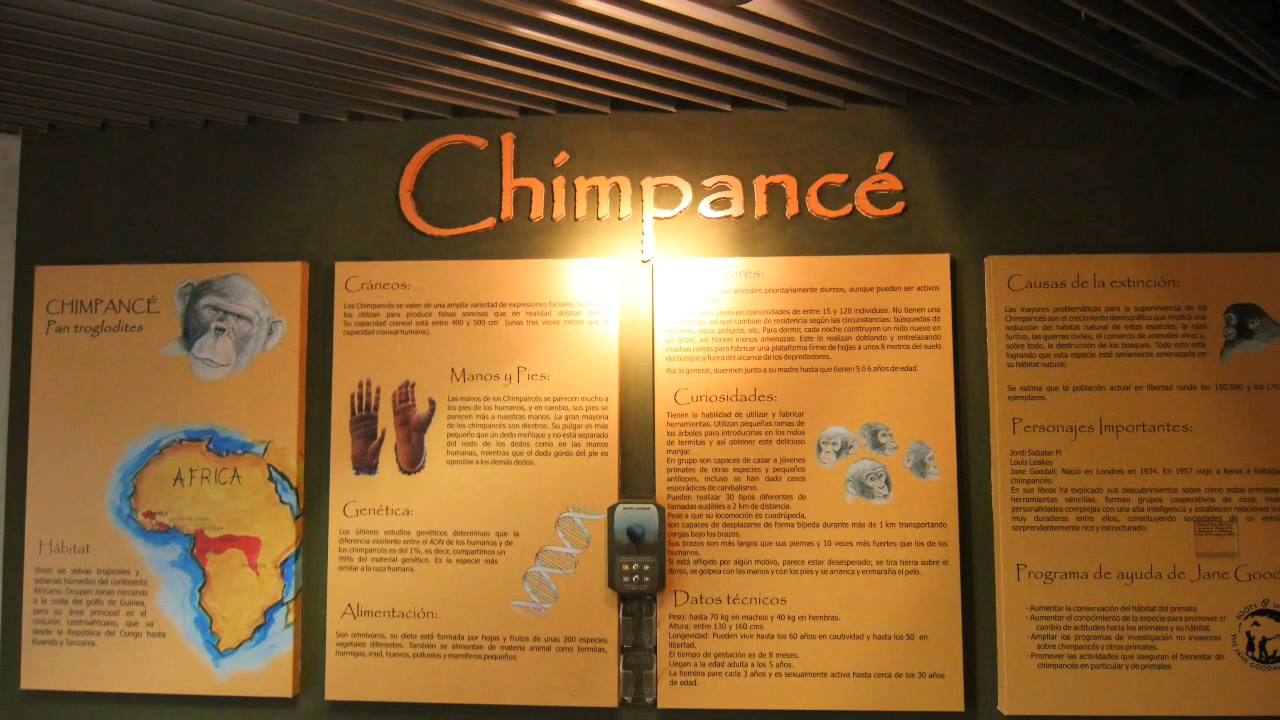 Chimpancé
CHIMPANCÉ
Pan troglodites
AFRICA
Hábitat
Viven en selvas tropicales y
sabanas húmedas del continente
Africano. Ocupan zonas cercanas
a la costa del golfo de Guinea,
pero su área principal es el
cinturón centroafricano, que va
desde la República del Congo hasta
Ruanda y Tanzania.
Cráneos:
Los Chimpancés se valen de una amplia variedad de expresiones faciales,
los utilizan para producir falsas sonrisas que en realidad denotan
Su capacidad craneal está entre 400 y 500 cm³ (unas tres veces menor que la
capacidad craneal humana).
Manos y Pies:
Las manos de los Chimpancés se parecen mucho a
los pies de los humanos, y en cambio, sus pies se
parecen más a nuestras manos. La gran mayoría
de los chimpancés son diestros. Su pulgar es más
pequeño que un dedo meñique y no está separado
del resto de los dedos como en las manos
humanas, mientras que el dedo gordo del pie es
oponible a los demás dedos.
Genética:
Los últimos estudios genéticos determinan que la
diferencia existente entre el ADN de los humanos y de
los chimpancés es del 1%, es decir, compartimos un
99% del material genético. Es la especie más
similar a la raza humana.
Alimentación:
Son omnívoros, su dieta está formada por hojas y frutos de unas 200 especies
vegetales diferentes. También se alimentan de materia animal como termitas,
hormigas, miel, huevos, polluelos y mamíferos pequeños.
animales prioritariamente diurnos, aunque pueden ser activos
viven en comunidades de entre 15 y 120 individuos. No tienen una
así que cambian de residencia según las circunstancias: búsquedas de
agua, peligros, etc. Para dormir, cada noche construyen un nido nuevo en
un árbol, así tienen menos amenazas. Este lo realizan doblando y entrelazando
muchas ramas para fabricar una plataforma firme de hojas a unos 8 metros del suelo
del bosque y fuera del alcance de los depredadores.
Por lo general, duermen junto a su madre hasta que tienen 5 ó 6 años de edad.
Curiosidades:
Tienen la habilidad de utilizar y fabricar
herramientas. Utilizan pequeñas ramas de
los árboles para introducirlas en los nidos
de termitas y así obtener este delicioso
manjar.
En grupo son capaces de cazar a jóvenes
primates de otras especies y pequeños
antílopes, incluso se han dado casos
esporádicos de canibalismo.
Pueden realizar 30 tipos diferentes de
llamadas audibles a 2 km de distancia.
Pese a que su locomoción es cuadrúpeda,
son capaces de desplazarse de forma bípeda durante más de 1 km transportando
cargas bajo los brazos.
Sus brazos son más largos que sus piernas y 10 veces más fuertes que los de los
humanos.
Si está afligido por algún motivo, parece estar desesperado; se tira tierra sobre el
dorso, se golpea con las manos y con los pies y se arranca y enmaraña el pelo.
Datos técnicos
Peso: hasta 70 kg en machos y 40 kg en hembras.
Altura: entre 130 y 160 cms
Longevidad: Pueden vivir hasta los 60 años en cautividad y hasta los 50 en
libertad.
El tiempo de gestación es de 8 meses.
Llegan a la edad adulta a los 5 años.
La hembra pare cada 3 años y es sexualmente activa hasta cerca de los 30 años
de edad.
Causas de la extinción:
Las mayores problemáticas para la supervivencia de los
Chimpancés son el crecimiento demográfico que implica una
reducción del hábitat natural de estas especies, la caza
furtiva, las guerras civiles, el comercio de animales vivos y,
sobre todo, la destrucción de los bosques. Todo esto está
logrando que esta especie esté seriamente amenazada en
su hábitat natural.
Se estima que la población actual en libertad ronda los 150.000 y los
ejemplares.
Personajes Importantes:
Jordi Sabater Pi
Louis Leakey
Jane Goodall: Nació en Londres en 1934. En 1957 viajó a Kenia a
chimpancés.
En sus libros ha explicado sus descubrimientos sobre cómo estos
herramientas sencillas, forman grupos cooperativos de caza,
personalidades complejas con una alta inteligencia y establecen relaciones
muy duraderas entre ellos, constituyendo sociedades de un
sorprendentemente rico y estructurado.
Programa de ayuda de Jane
- Aumentar la conservación del hábitat del primate
- Aumentar el conocimiento de la especie para promover el
cambio de actitudes hacia los animales y su hábitat.
- Ampliar los programas de investigación no invasores
sobre chimpancés y otros primates.
- Promover las actividades que aseguran el bienestar de
chimpancés en particular y de primates.
ROOTS &
THE JANE